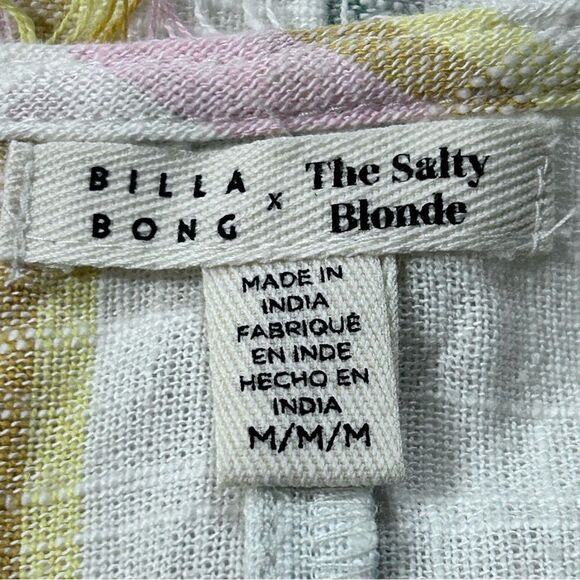 BILLA
BONG
x
The Salty
Blonde
MADE IN
INDIA
FABRIQUÉ
EN INDE
HECHO EN
INDIA
M/M/M